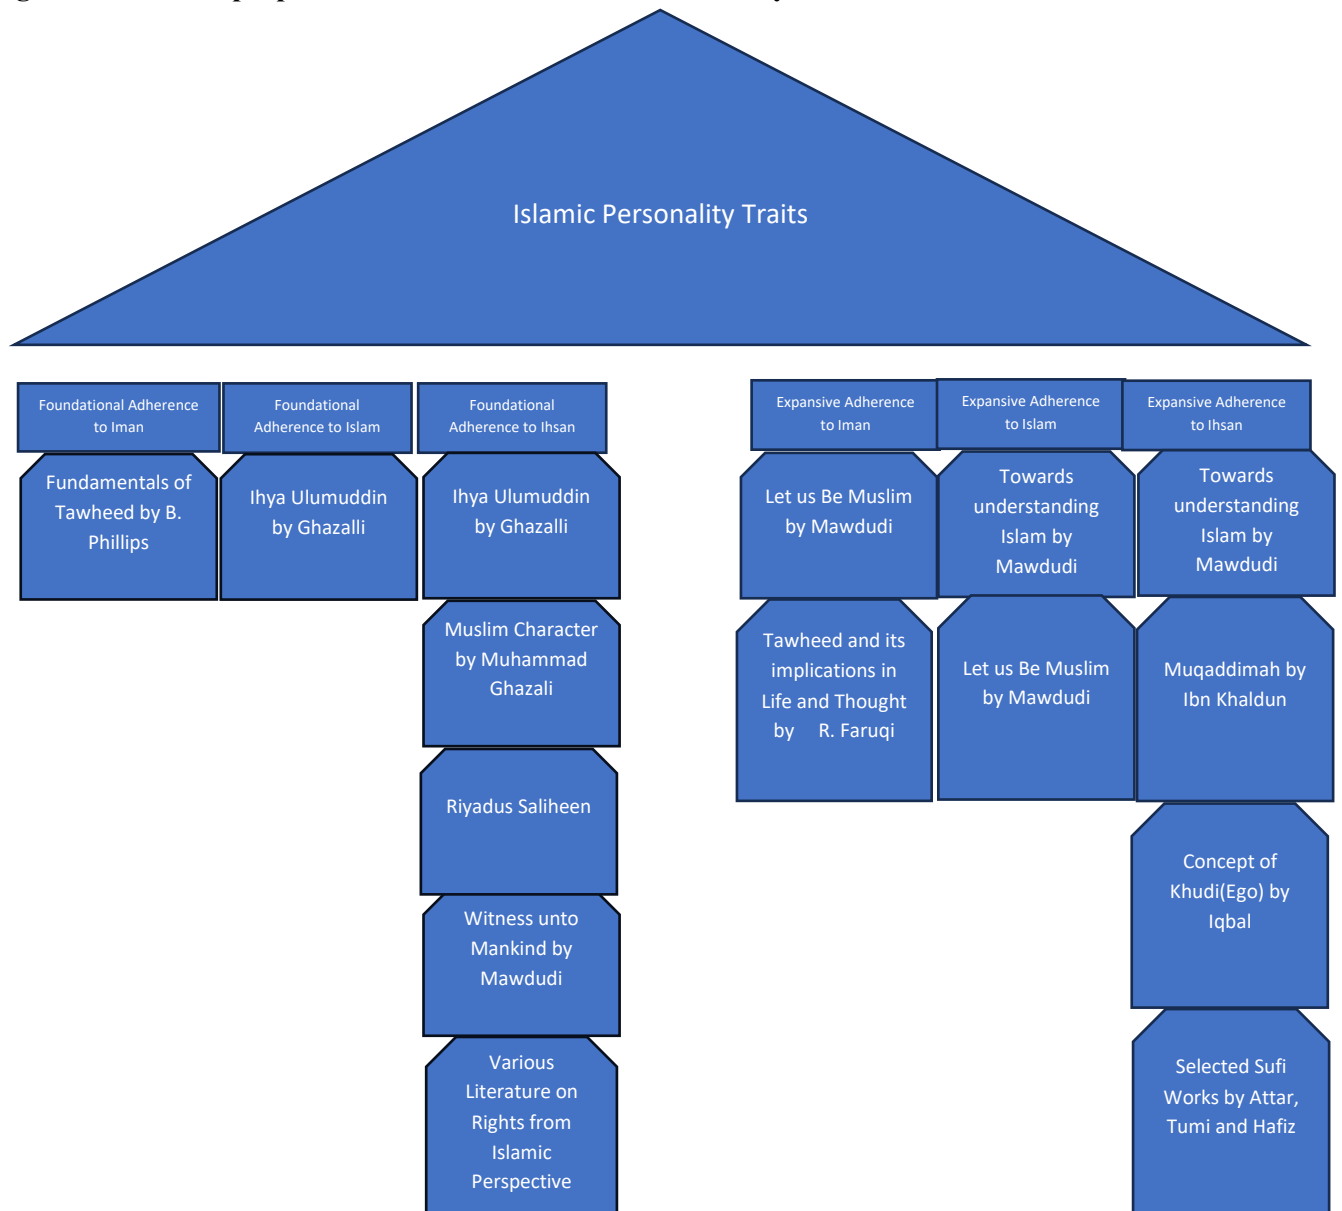 Islamic Personality Traits
Foundational Adherence
to Iman
Foundational
Adherence to Islam
Foundational
Adherence to Ihsan
Expansive Adherence
to Iman
Expansive Adherence
to Islam
Expansive Adherence
to Ihsan
Fundamentals of
Tawheed by B.
Phillips
Ihya Ulumuddin
by Ghazalli
Ihya Ulumuddin
by Ghazalli
Muslim Character
by Muhammad
Ghazali
Riyadus Saliheen
Witness unto
Mankind by
Mawdudi
Various
Literature on
Rights from
Islamic
Perspective
Let us Be Muslim
by Mawdudi
Tawheed and its
implications in
Life and Thought
by R. Faruqi
Towards
understanding
Islam by
Mawdudi
Let us Be Muslim
by Mawdudi
Towards
understanding
Islam by
Mawdudi
Muqaddimah by
Ibn Khaldun
Concept of
Khudi(Ego) by
Iqbal
Selected Sufi
Works by Attar,
Tumi and Hafiz